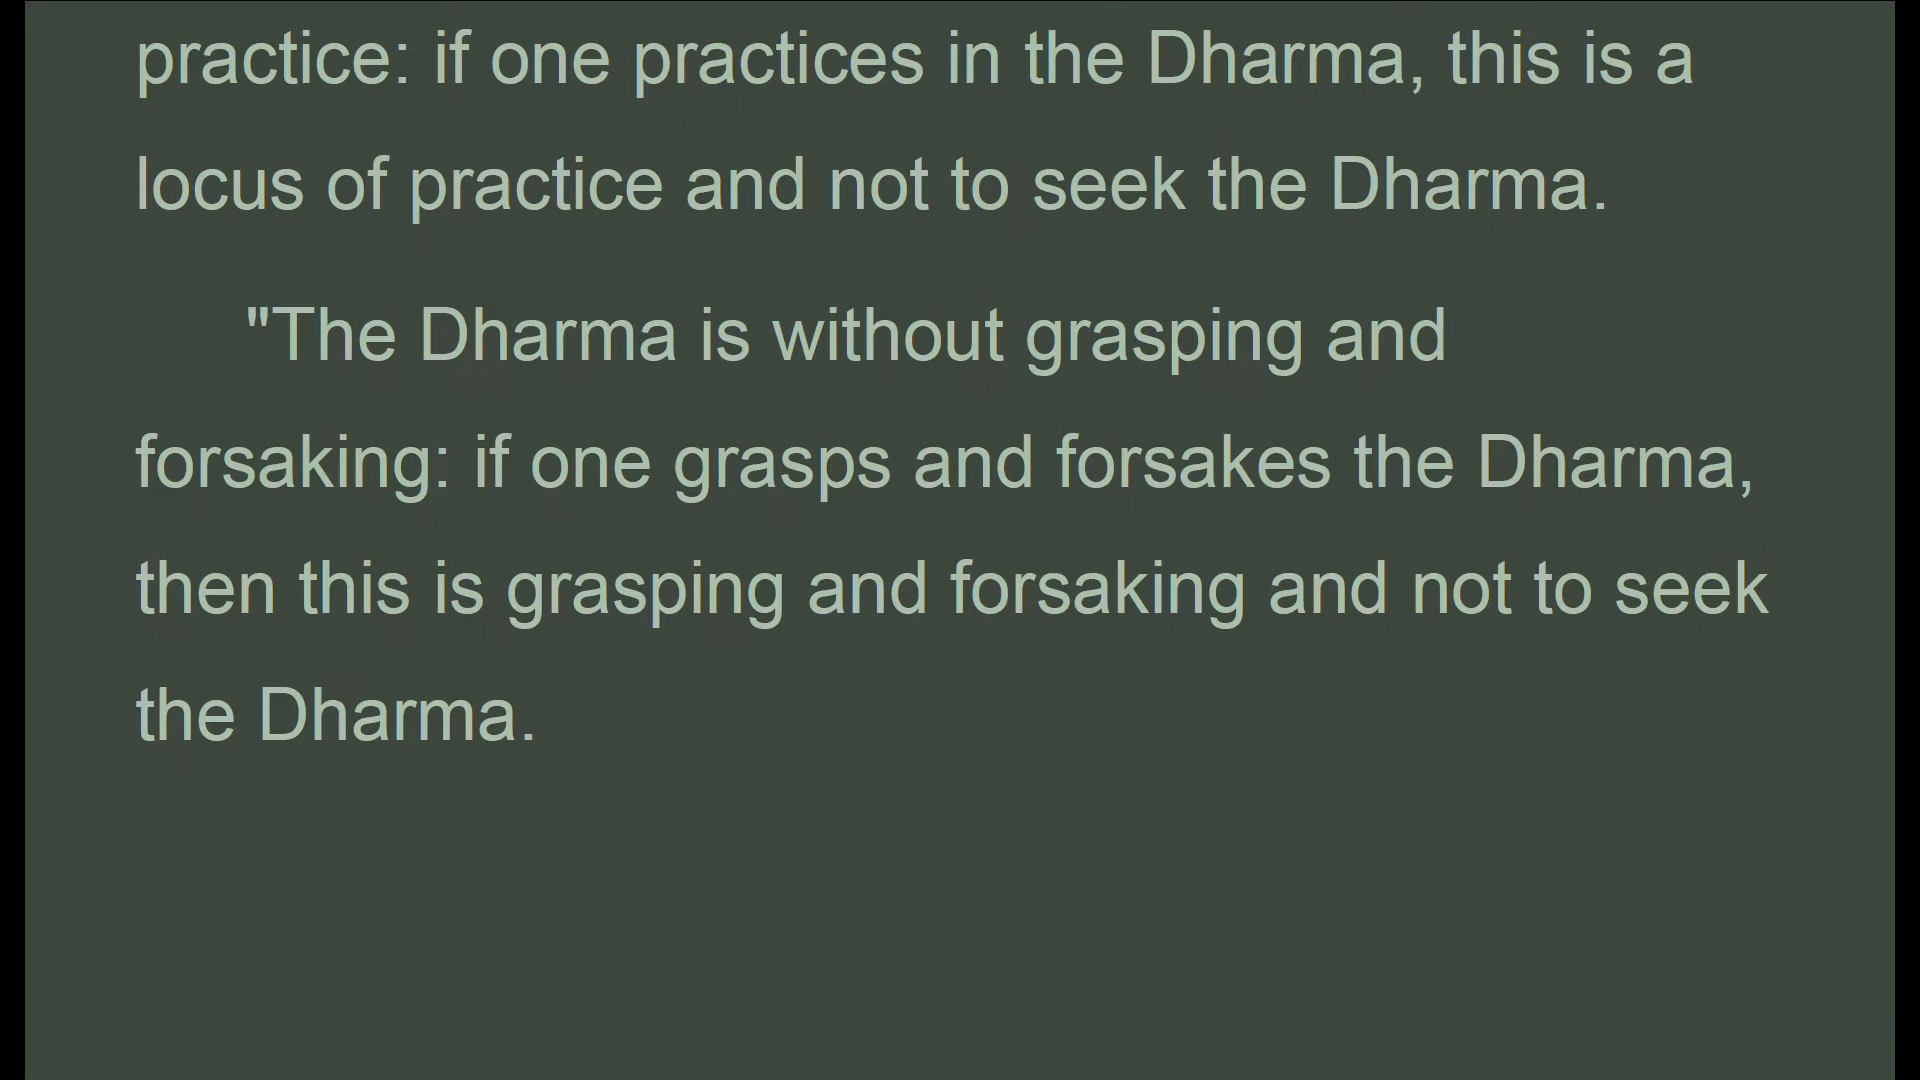 practice: if one practices in the Dharma, this is a
locus of practice and not to seek the Dharma.
"The Dharma is without grasping and
forsaking: if one grasps and forsakes the Dharma,
then this is grasping and forsaking and not to seek
the Dharma.